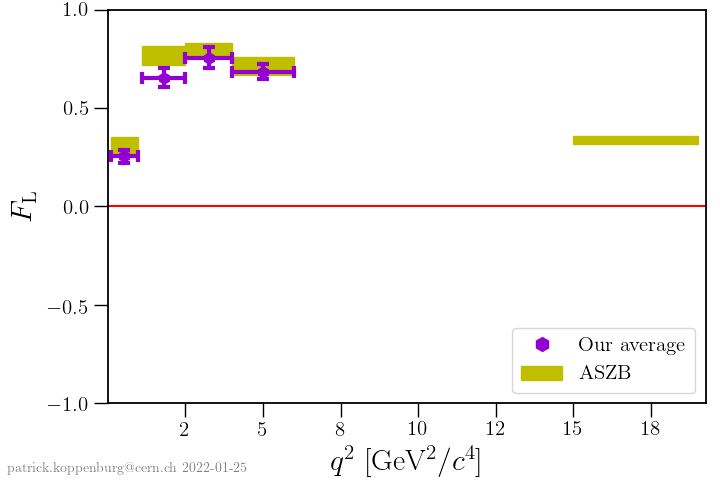 1.0
0.5
0.0
−0.5
−1.0
F_L
2
5
8
10
12
15
18
q² [GeV²/c⁴]
Our average
ASZB
patrick.koppenburg@cern.ch 2022-01-25